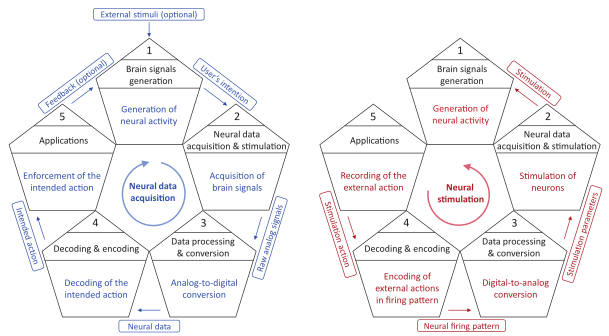 External stimuli (optional)
1
Brain signals
generation
Generation of
neural activity
Feedback (optional)
User's intention
5
Applications
Enforcement of the
intended action
2
Neural data
acquisition & stimulation
Acquisition of
brain signals
Neural data
acquisition
Intended action
Raw analog signals
4
Decoding & encoding
Decoding of the
intended action
3
Data processing
& conversion
Analog-to-digital
conversion
Neural data
1
Brain signals
generation
Generation of
neural activity
Stimulation
5
Applications
Recording of the
external action
2
Neural data
acquisition & stimulation
Stimulation of
neurons
Neural
stimulation
Stimulation action
Stimulation parameters
4
Decoding & encoding
Encoding of
external actions
in firing pattern
3
Data processing
& conversion
Digital-to-analog
conversion
Neural firing pattern